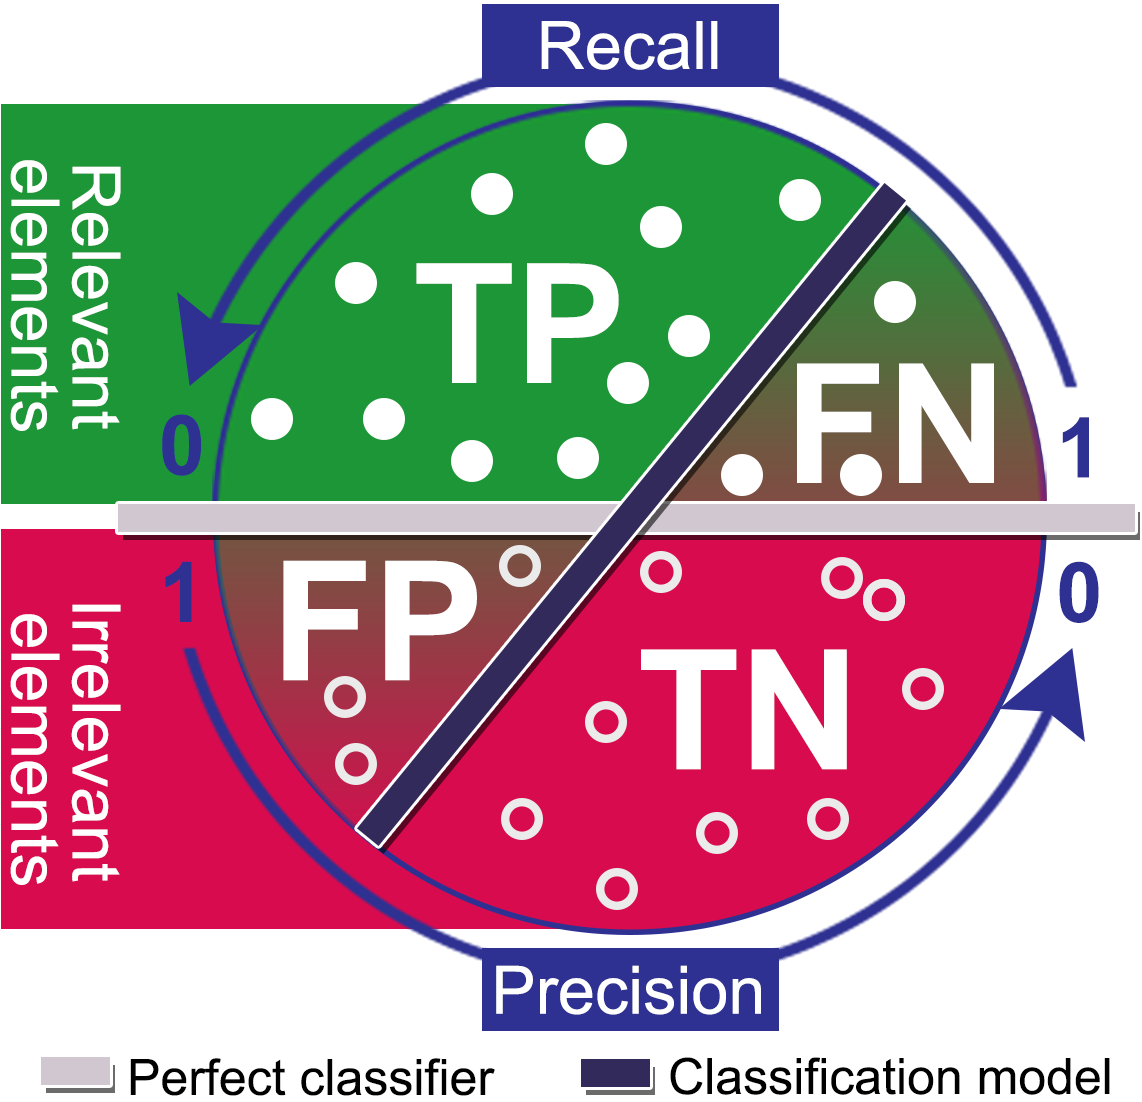 Recall
Relevant
elements
TP
FN
0
1
1
0
FP
TN
Irrelevant
elements
Precision
Perfect classifier
Classification model